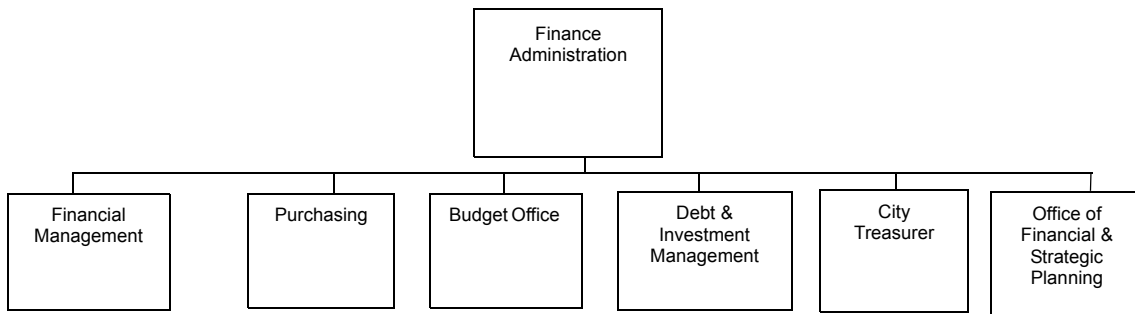 Finance
Administration
Financial
Management
Purchasing
Budget Office
Debt &
Investment
Management
City
Treasurer
Office of
Financial &
Strategic
Planning